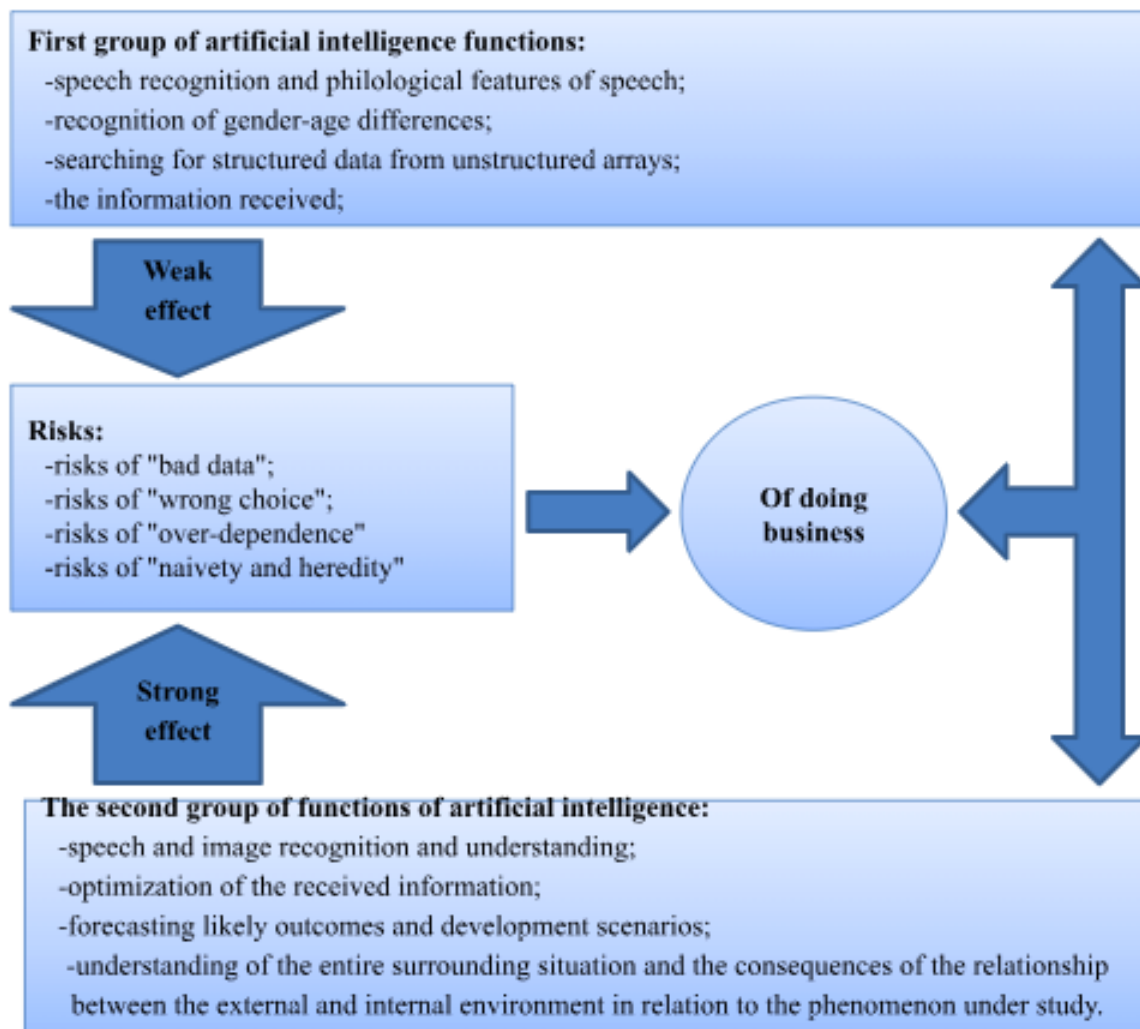 First group of artificial intelligence functions:
-speech recognition and philological features of speech;
-recognition of gender-age differences;
-searching for structured data from unstructured arrays;
-the information received;
Weak
effect
Risks:
-risks of "bad data";
-risks of "wrong choice";
-risks of "over-dependence"
-risks of "naivety and heredity"
Of doing
business
Strong
effect
The second group of functions of artificial intelligence:
-speech and image recognition and understanding;
-optimization of the received information;
-forecasting likely outcomes and development scenarios;
-understanding of the entire surrounding situation and the consequences of the relationship
between the external and internal environment in relation to the phenomenon under study.